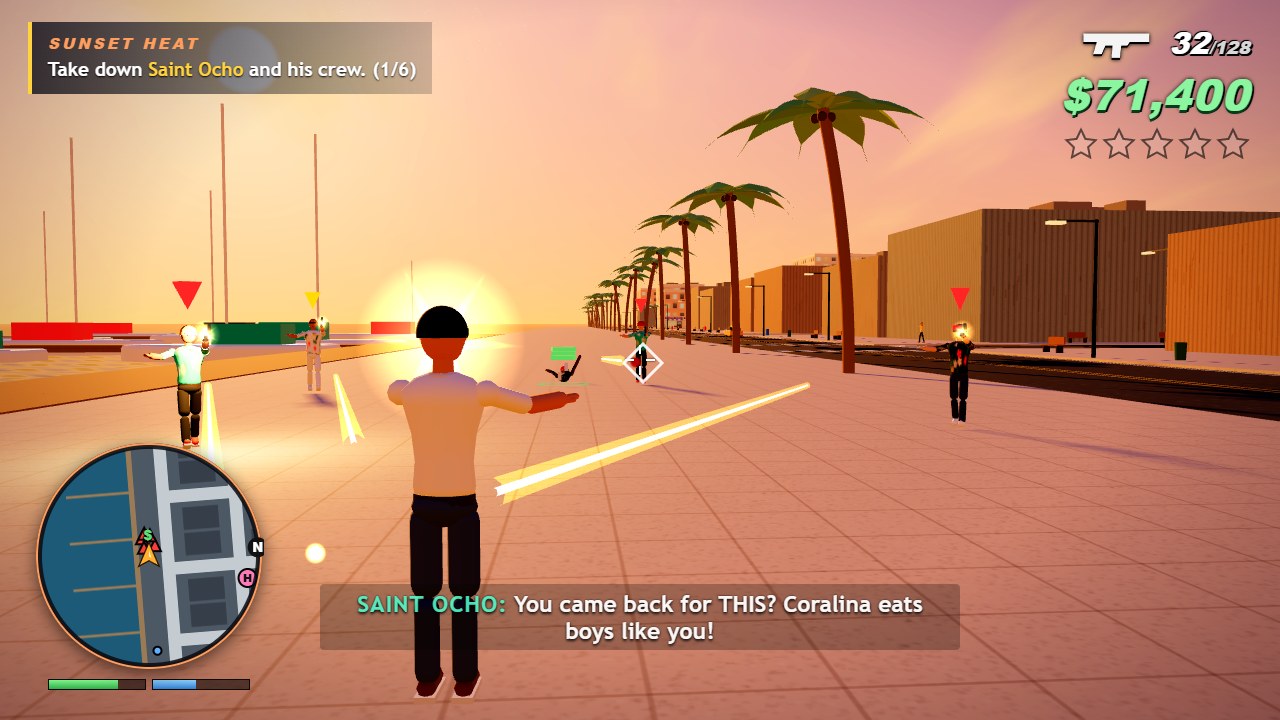 SUNSET HEAT
Take down Saint Ocho and his crew. (1/6)
32/128
$71,400
$
N
H
SAINT OCHO: You came back for THIS? Coralina eats
boys like you!